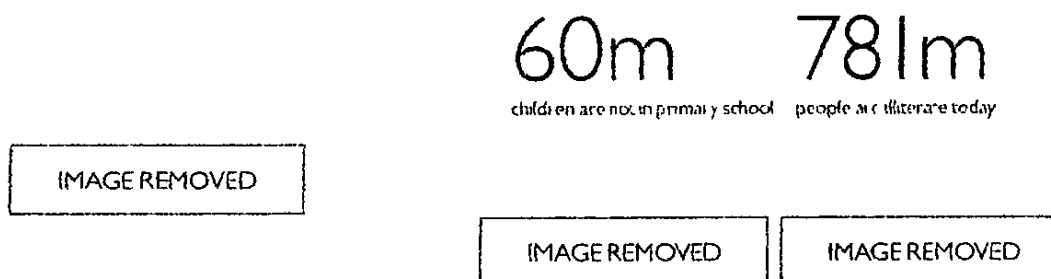 60m
781m
children are not in primary school
people are illiterate today
IMAGE REMOVED
IMAGE REMOVED
IMAGE REMOVED